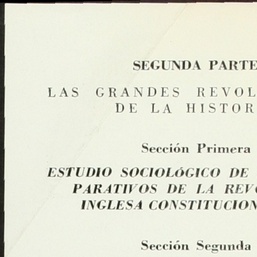 SEGUNDA PARTE
LAS GRANDES REVOL
DE LA HISTOR
Sección Primera
ESTUDIO SOCIOLÓGICO DE
PARATIVOS DE LA REV
INGLESA CONSTITUCION
Sección Segunda